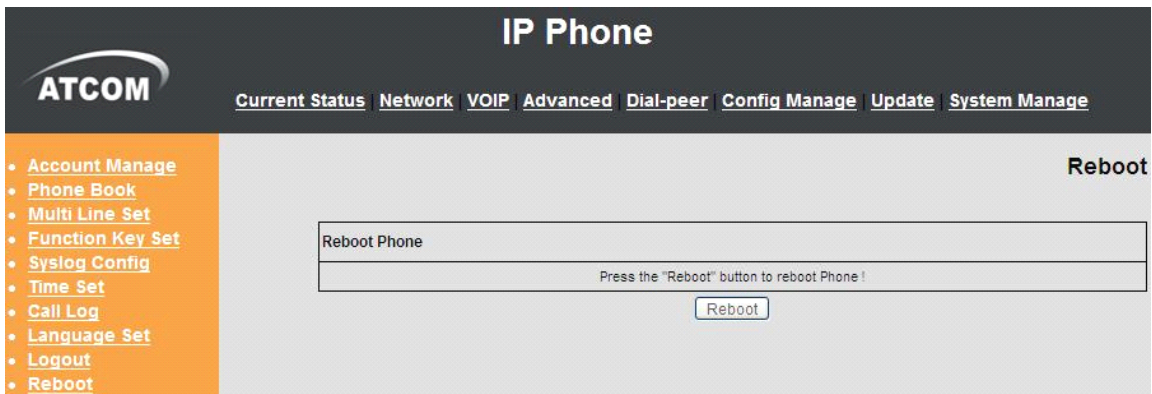 IP Phone
ATCOM
Current Status | Network | VOIP | Advanced | Dial-peer | Config Manage | Update | System Manage
Account Manage
Phone Book
Multi Line Set
Function Key Set
Syslog Config
Time Set
Call Log
Language Set
Logout
Reboot
Reboot
Reboot Phone
Press the "Reboot" button to reboot Phone !
Reboot